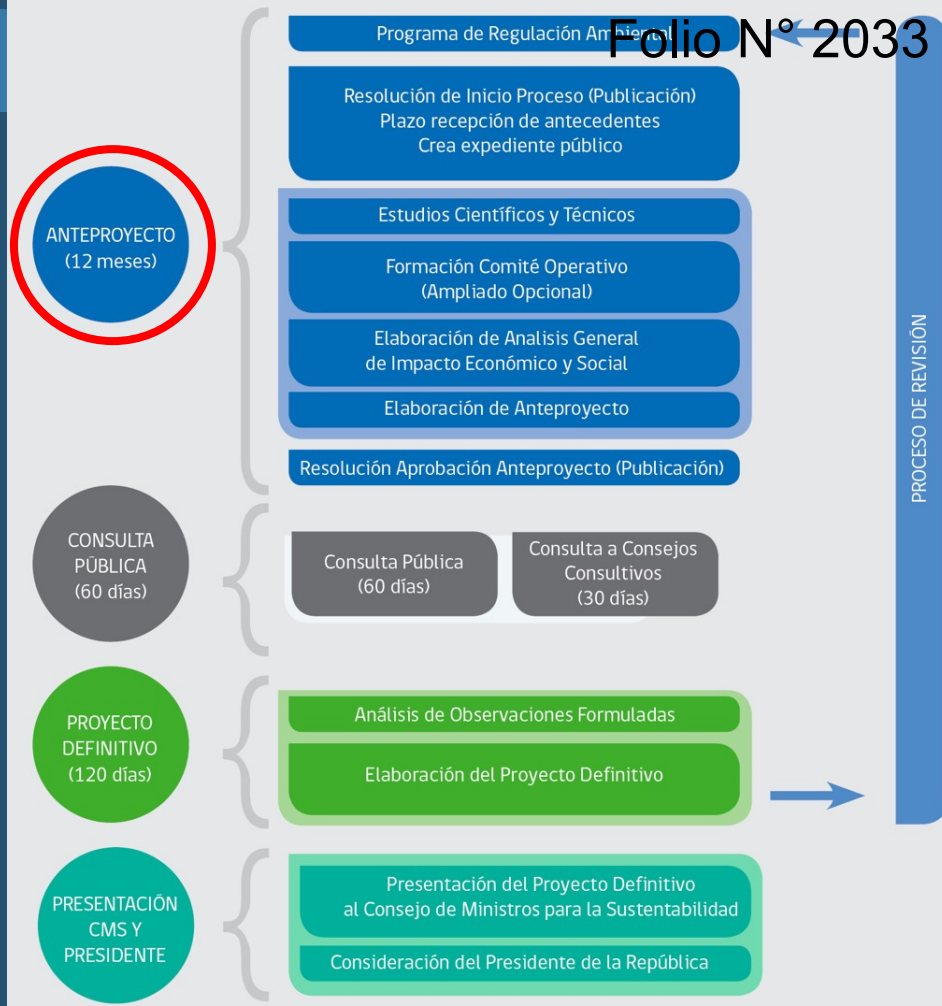 Folio N° 2033
Programa de Regulación Ambiental
Resolución de Inicio Proceso (Publicación)
Plazo recepción de antecedentes
Crea expediente público
ANTEPROYECTO
(12 meses)
Estudios Científicos y Técnicos
Formación Comité Operativo
(Ampliado Opcional)
Elaboración de Analisis General
de Impacto Económico y Social
Elaboración de Anteproyecto
Resolución Aprobación Anteproyecto (Publicación)
PROCESO DE REVISIÓN
CONSULTA
PÚBLICA
(60 días)
Consulta Pública
(60 días)
Consulta a Consejos
Consultivos
(30 días)
PROYECTO
DEFINITIVO
(120 días)
Análisis de Observaciones Formuladas
Elaboración del Proyecto Definitivo
PRESENTACIÓN
CMS Y
PRESIDENTE
Presentación del Proyecto Definitivo
al Consejo de Ministros para la Sustentabilidad
Consideración del Presidente de la República